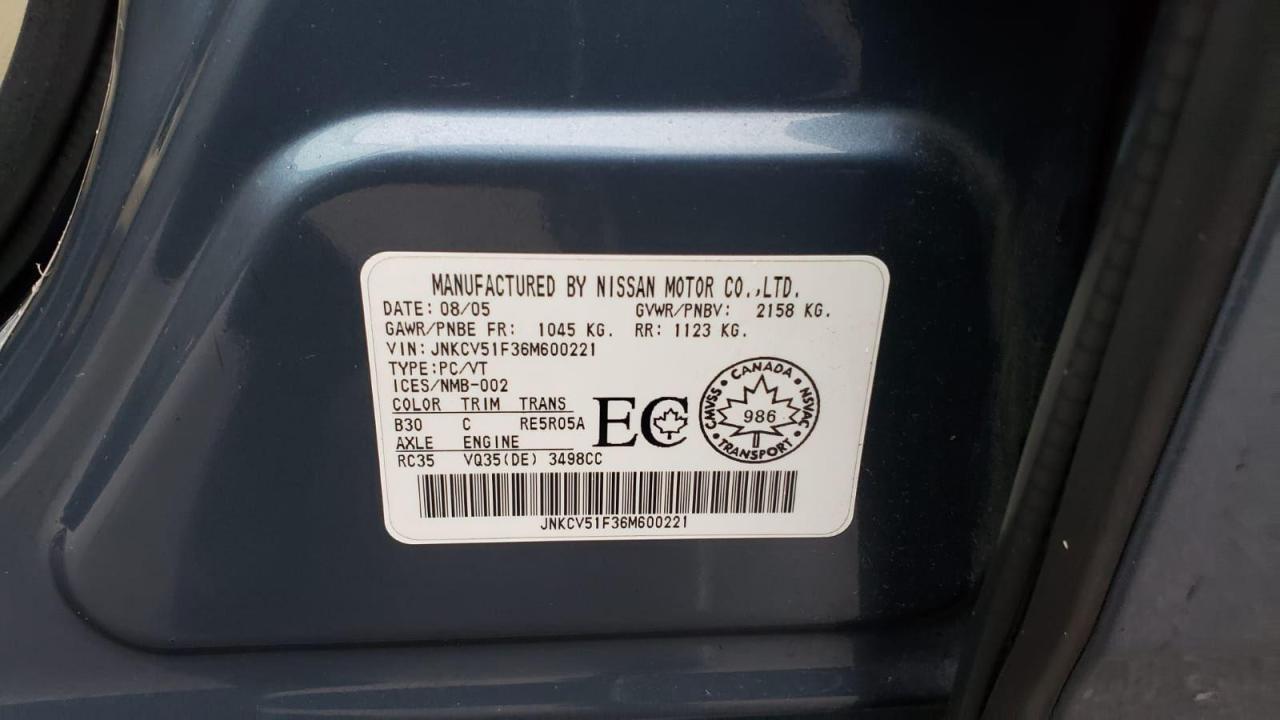 MANUFACTURED BY NISSAN MOTOR CO.,LTD.
DATE: 08/05 GVWR/PNBV: 2158 KG.
GAWR/PNBE FR: 1045 KG. RR: 1123 KG.
VIN: JNKCV51F36M600221
TYPE:PC/VT
ICES/NMB-002
COLOR TRIM TRANS
B30 C RE5R05A
AXLE ENGINE
RC35 VQ35(DE) 3498CC
EC
CANADA
CMVSS
986
NSVAC
TRANSPORT
JNKCV51F36M600221